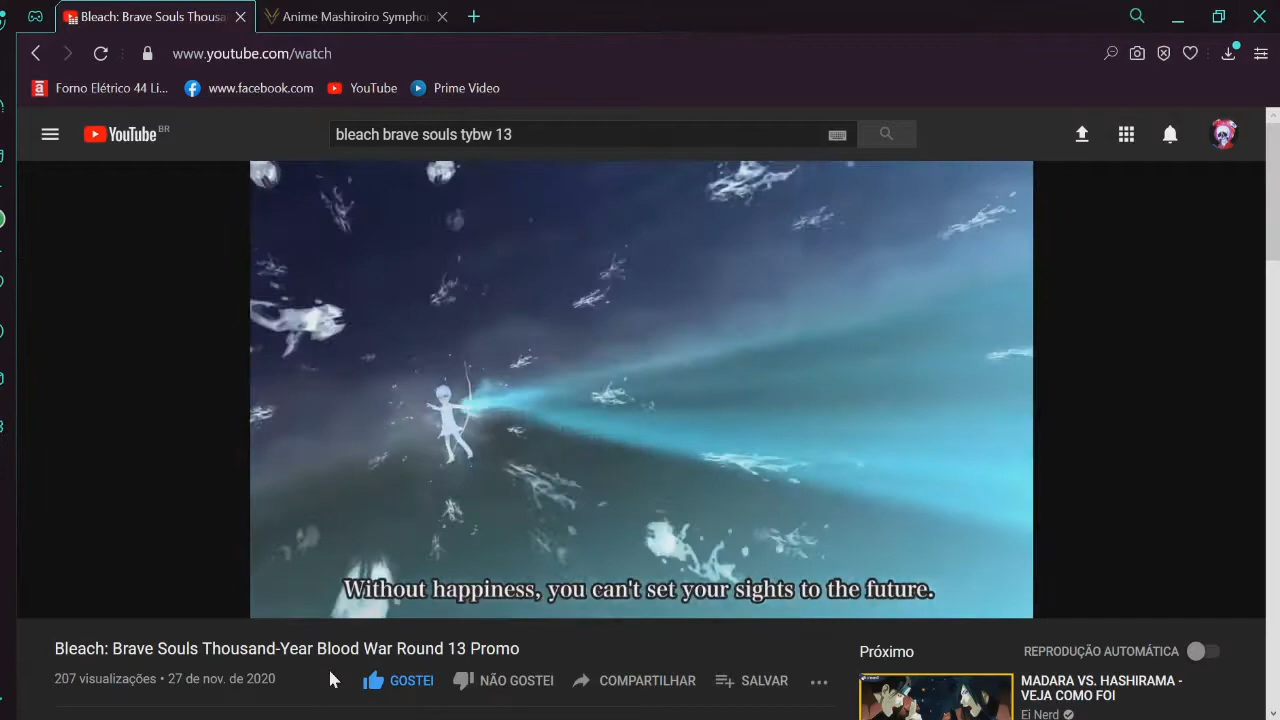 Bleach: Brave Souls Thousa
Anime Mashiroiro Sympho
www.youtube.com/watch
Forno Elétrico 44 Li...
www.facebook.com
YouTube
Prime Video
YouTube BR
bleach brave souls tybw 13
Without happiness, you can't set your sights to the future.
Bleach: Brave Souls Thousand-Year Blood War Round 13 Promo
207 visualizações • 27 de nov. de 2020
GOSTEI
NÃO GOSTEI
COMPARTILHAR
SALVAR
Próximo
REPRODUÇÃO AUTOMÁTICA
MADARA VS. HASHIRAMA -
VEJA COMO FOI
Ei Nerd